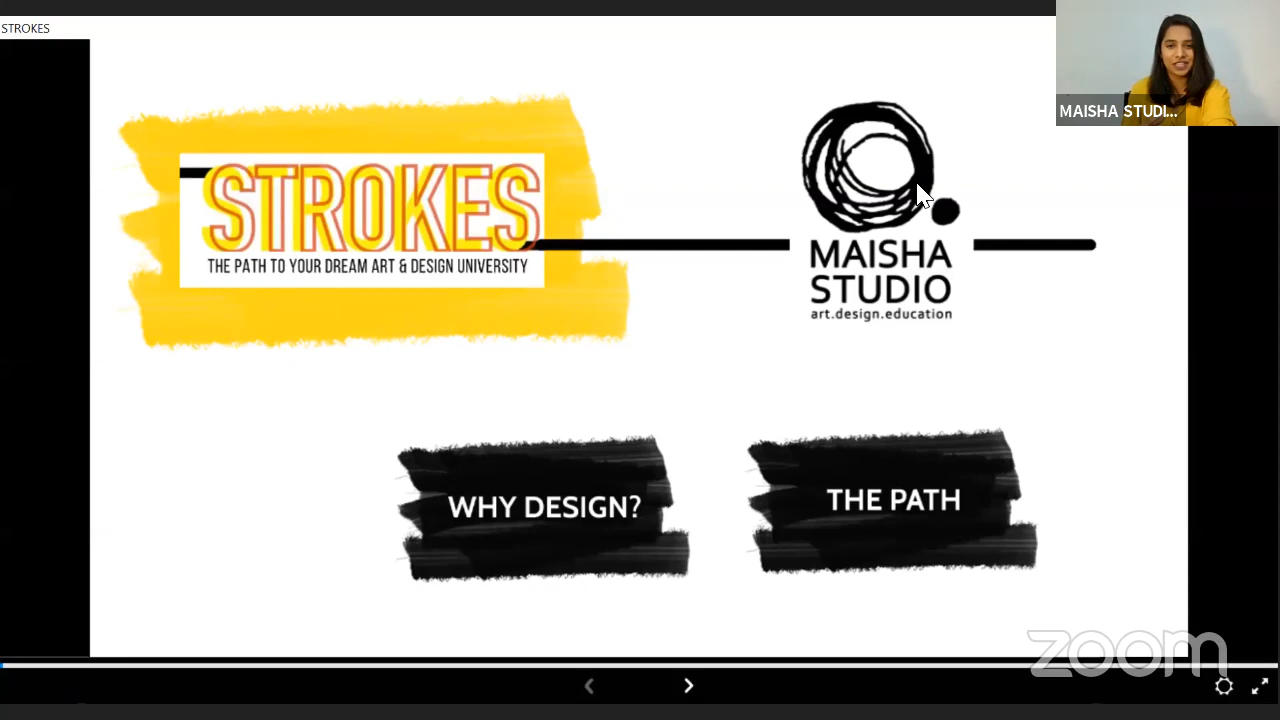 STROKES
MAISHA STUDI...
STROKES
THE PATH TO YOUR DREAM ART & DESIGN UNIVERSITY
MAISHA
STUDIO
art.design.education
WHY DESIGN?
THE PATH
zoom